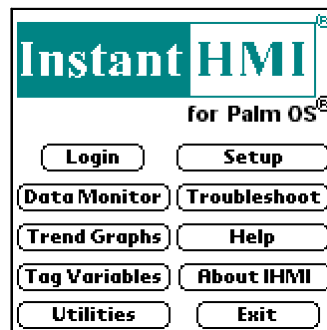 Instant HMI®
for Palm OS®
Login Setup
Data Monitor Troubleshoot
Trend Graphs Help
Tag Variables About IHMI
Utilities Exit